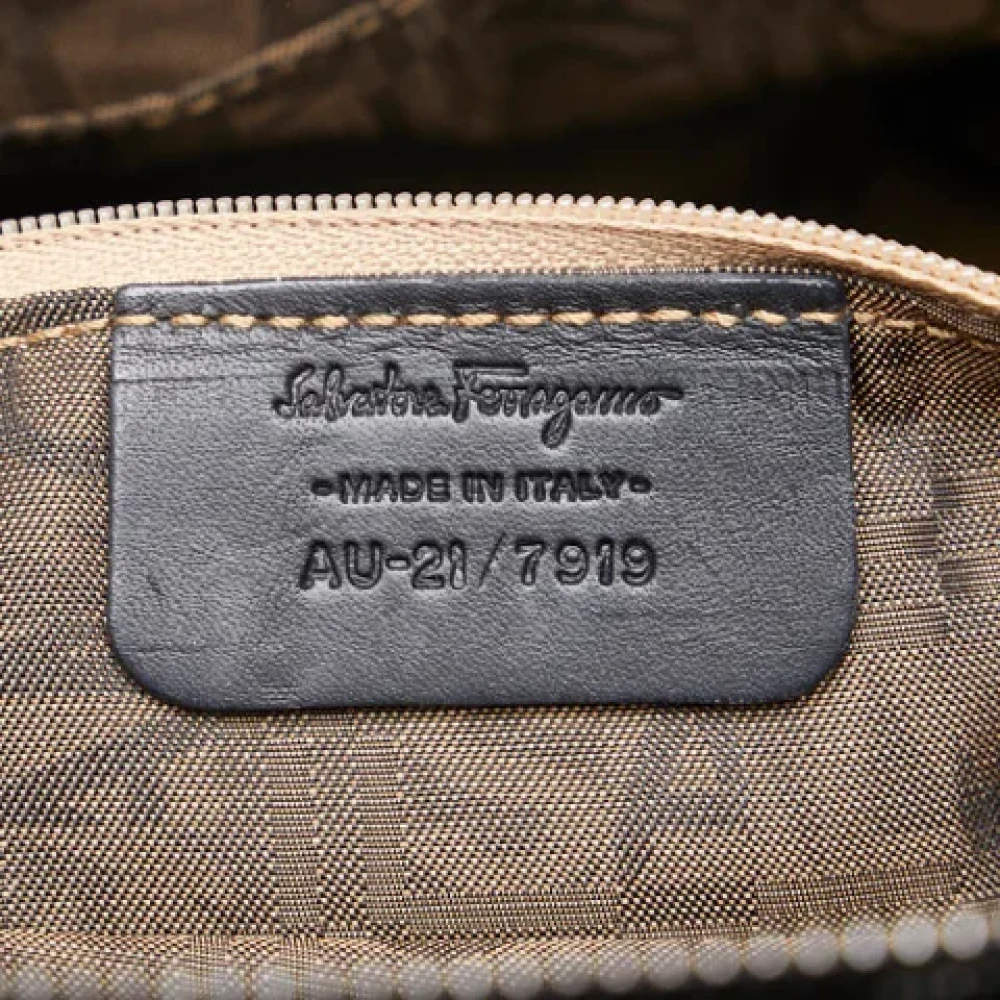 Salvatore Ferragamo
-MADE IN ITALY-
AU-21/7919